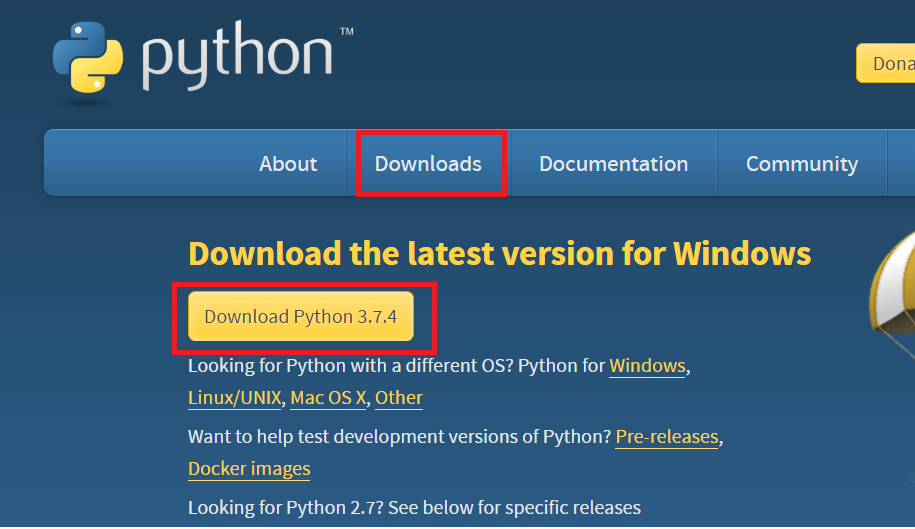 python™
Dona
About Downloads Documentation Community
Download the latest version for Windows
Download Python 3.7.4
Looking for Python with a different OS? Python for Windows,
Linux/UNIX, Mac OS X, Other
Want to help test development versions of Python? Pre-releases,
Docker images
Looking for Python 2.7? See below for specific releases